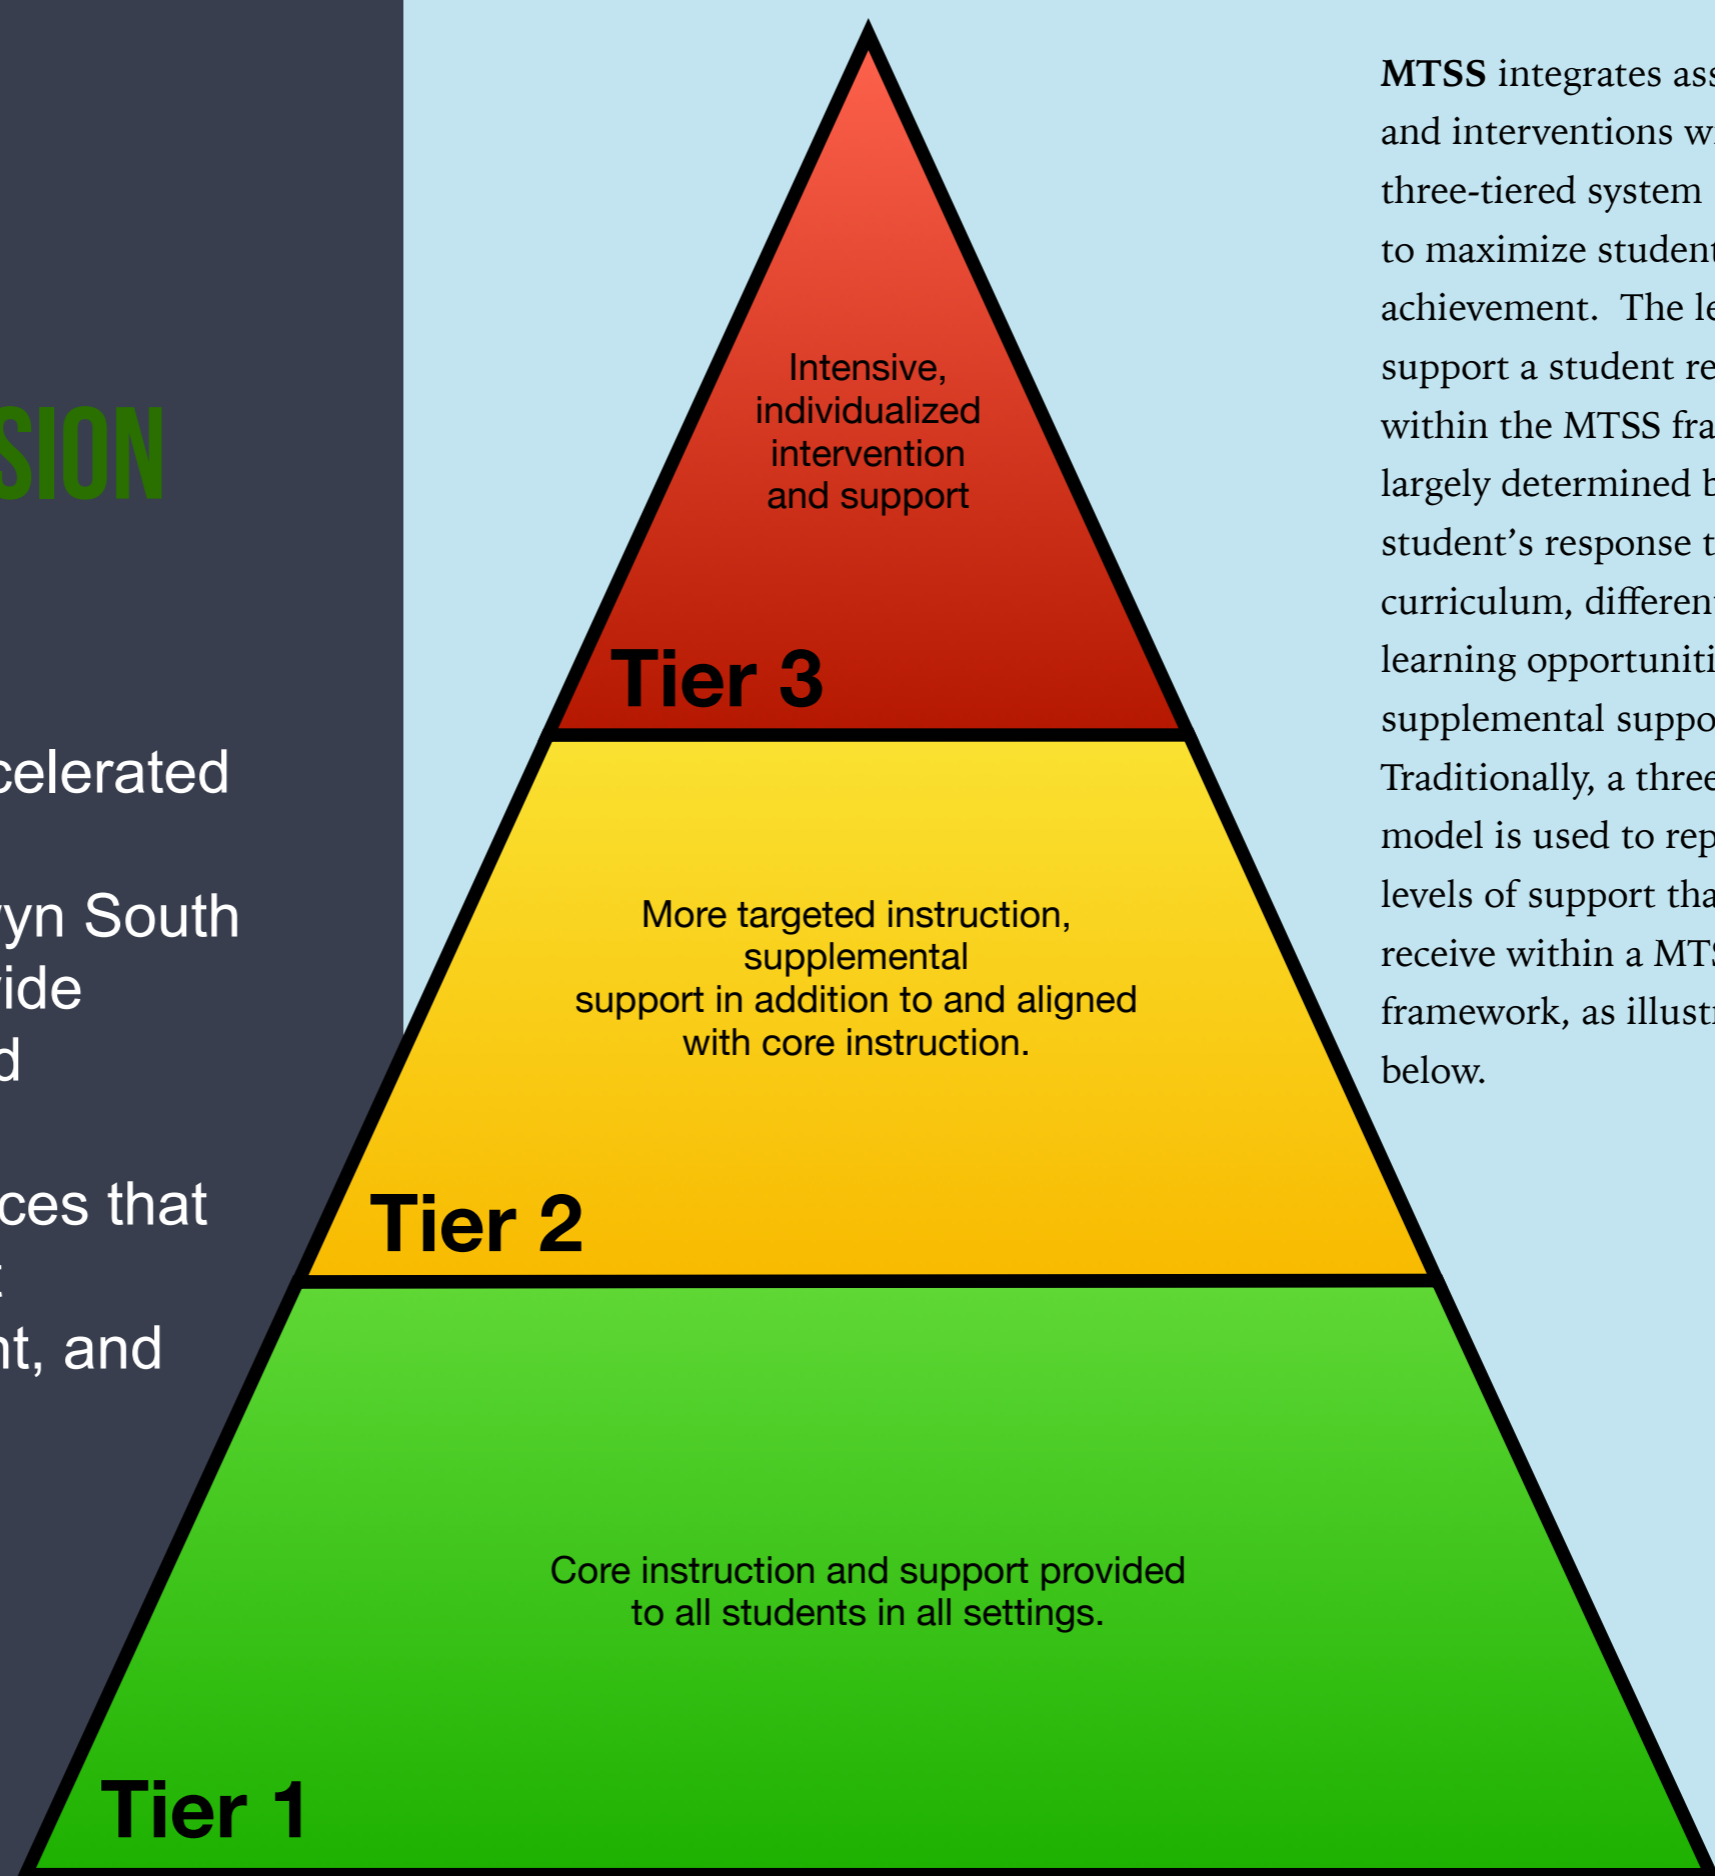 SION
celerated
yn South
ide
d
ces that
nt, and
Intensive,
individualized
intervention
and support
Tier 3
More targeted instruction,
supplemental
support in addition to and aligned
with core instruction.
Tier 2
Core instruction and support provided
to all students in all settings.
Tier 1
MTSS integrates ass
and interventions wi
three-tiered system
to maximize student
achievement.  The le
support a student re
within the MTSS fra
largely determined b
student’s response t
curriculum, different
learning opportuniti
supplemental suppo
Traditionally, a three
model is used to rep
levels of support tha
receive within a MTS
framework, as illustr
below.